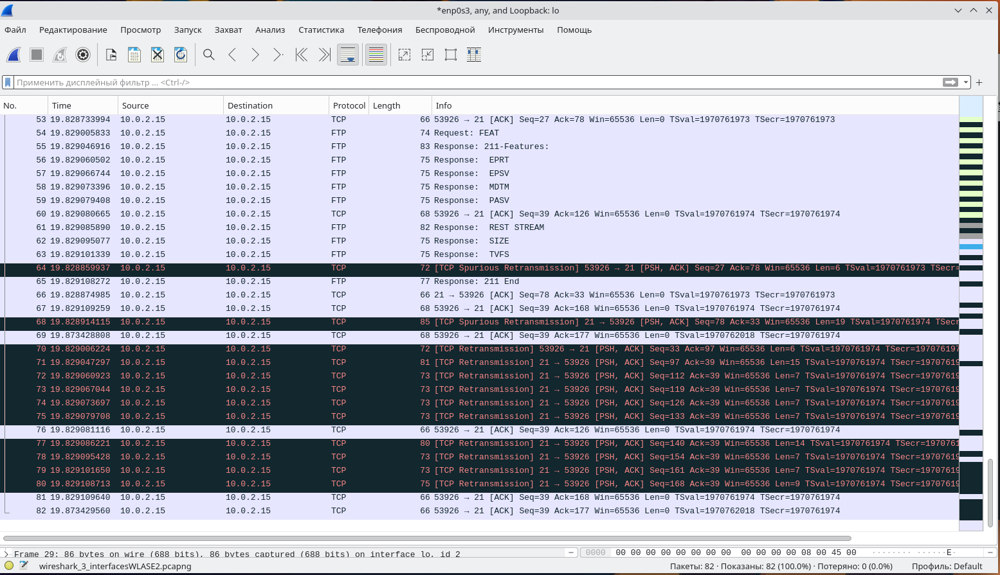 *enp0s3, any, and Loopback: lo
Файл Редактирование Просмотр Запуск Захват Анализ Статистика Телефония Беспроводной Инструменты Помощь
Применить дисплейный фильтр ... <Ctrl-/>
No. Time Source Destination Protocol Length Info
53 19.828733994 10.0.2.15 10.0.2.15 TCP 66 53926 → 21 [ACK] Seq=27 Ack=78 Win=65536 Len=0 TSval=1970761973 TSecr=1970761973
54 19.829005833 10.0.2.15 10.0.2.15 FTP 74 Request: FEAT
55 19.829046916 10.0.2.15 10.0.2.15 FTP 83 Response: 211-Features:
56 19.829060502 10.0.2.15 10.0.2.15 FTP 75 Response: EPRT
57 19.829066744 10.0.2.15 10.0.2.15 FTP 75 Response: EPSV
58 19.829073396 10.0.2.15 10.0.2.15 FTP 75 Response: MDTM
59 19.829079408 10.0.2.15 10.0.2.15 FTP 75 Response: PASV
60 19.829080665 10.0.2.15 10.0.2.15 TCP 68 53926 → 21 [ACK] Seq=39 Ack=126 Win=65536 Len=0 TSval=1970761974 TSecr=1970761974
61 19.829085890 10.0.2.15 10.0.2.15 FTP 82 Response: REST STREAM
62 19.829095077 10.0.2.15 10.0.2.15 FTP 75 Response: SIZE
63 19.829101339 10.0.2.15 10.0.2.15 FTP 75 Response: TVFS
64 19.828859937 10.0.2.15 10.0.2.15 TCP 72 [TCP Spurious Retransmission] 53926 → 21 [PSH, ACK] Seq=27 Ack=78 Win=65536 Len=6 TSval=1970761973 TSecr=
65 19.829108272 10.0.2.15 10.0.2.15 FTP 77 Response: 211 End
66 19.828874985 10.0.2.15 10.0.2.15 TCP 66 21 → 53926 [ACK] Seq=78 Ack=33 Win=65536 Len=0 TSval=1970761973 TSecr=1970761973
67 19.829109259 10.0.2.15 10.0.2.15 TCP 68 53926 → 21 [ACK] Seq=39 Ack=168 Win=65536 Len=0 TSval=1970761974 TSecr=1970761974
68 19.828914115 10.0.2.15 10.0.2.15 TCP 85 [TCP Spurious Retransmission] 21 → 53926 [PSH, ACK] Seq=78 Ack=33 Win=65536 Len=19 TSval=1970761974 TSecr
69 19.873428808 10.0.2.15 10.0.2.15 TCP 68 53926 → 21 [ACK] Seq=39 Ack=177 Win=65536 Len=0 TSval=1970762018 TSecr=1970761974
70 19.829006224 10.0.2.15 10.0.2.15 TCP 72 [TCP Retransmission] 53926 → 21 [PSH, ACK] Seq=33 Ack=97 Win=65536 Len=6 TSval=1970761974 TSecr=197076197
71 19.829047297 10.0.2.15 10.0.2.15 TCP 81 [TCP Retransmission] 21 → 53926 [PSH, ACK] Seq=97 Ack=39 Win=65536 Len=15 TSval=1970761974 TSecr=19707619
72 19.829060923 10.0.2.15 10.0.2.15 TCP 73 [TCP Retransmission] 21 → 53926 [PSH, ACK] Seq=112 Ack=39 Win=65536 Len=7 TSval=1970761974 TSecr=19707619
73 19.829067044 10.0.2.15 10.0.2.15 TCP 73 [TCP Retransmission] 21 → 53926 [PSH, ACK] Seq=119 Ack=39 Win=65536 Len=7 TSval=1970761974 TSecr=19707619
74 19.829073697 10.0.2.15 10.0.2.15 TCP 73 [TCP Retransmission] 21 → 53926 [PSH, ACK] Seq=126 Ack=39 Win=65536 Len=7 TSval=1970761974 TSecr=19707619
75 19.829079708 10.0.2.15 10.0.2.15 TCP 73 [TCP Retransmission] 21 → 53926 [PSH, ACK] Seq=133 Ack=39 Win=65536 Len=7 TSval=1970761974 TSecr=19707619
76 19.829081116 10.0.2.15 10.0.2.15 TCP 66 53926 → 21 [ACK] Seq=39 Ack=126 Win=65536 Len=0 TSval=1970761974 TSecr=1970761974
77 19.829086221 10.0.2.15 10.0.2.15 TCP 80 [TCP Retransmission] 21 → 53926 [PSH, ACK] Seq=140 Ack=39 Win=65536 Len=14 TSval=1970761974 TSecr=1970761
78 19.829095428 10.0.2.15 10.0.2.15 TCP 73 [TCP Retransmission] 21 → 53926 [PSH, ACK] Seq=154 Ack=39 Win=65536 Len=7 TSval=1970761974 TSecr=19707619
79 19.829101650 10.0.2.15 10.0.2.15 TCP 73 [TCP Retransmission] 21 → 53926 [PSH, ACK] Seq=161 Ack=39 Win=65536 Len=7 TSval=1970761974 TSecr=19707619
80 19.829108713 10.0.2.15 10.0.2.15 TCP 75 [TCP Retransmission] 21 → 53926 [PSH, ACK] Seq=168 Ack=39 Win=65536 Len=9 TSval=1970761974 TSecr=19707619
81 19.829109640 10.0.2.15 10.0.2.15 TCP 66 53926 → 21 [ACK] Seq=39 Ack=168 Win=65536 Len=0 TSval=1970761974 TSecr=1970761974
82 19.873429560 10.0.2.15 10.0.2.15 TCP 66 53926 → 21 [ACK] Seq=39 Ack=177 Win=65536 Len=0 TSval=1970762018 TSecr=1970761974
Frame 29: 86 bytes on wire (688 bits), 86 bytes captured (688 bits) on interface lo, id 2
0000 00 00 00 00 00 00 00 00 00 00 00 00 08 00 45 00 ········ ······E·
wireshark_3_interfacesWLASE2.pcapng
Пакеты: 82 · Показаны: 82 (100.0%) · Потеряно: 0 (0.0%)
Профиль: Default